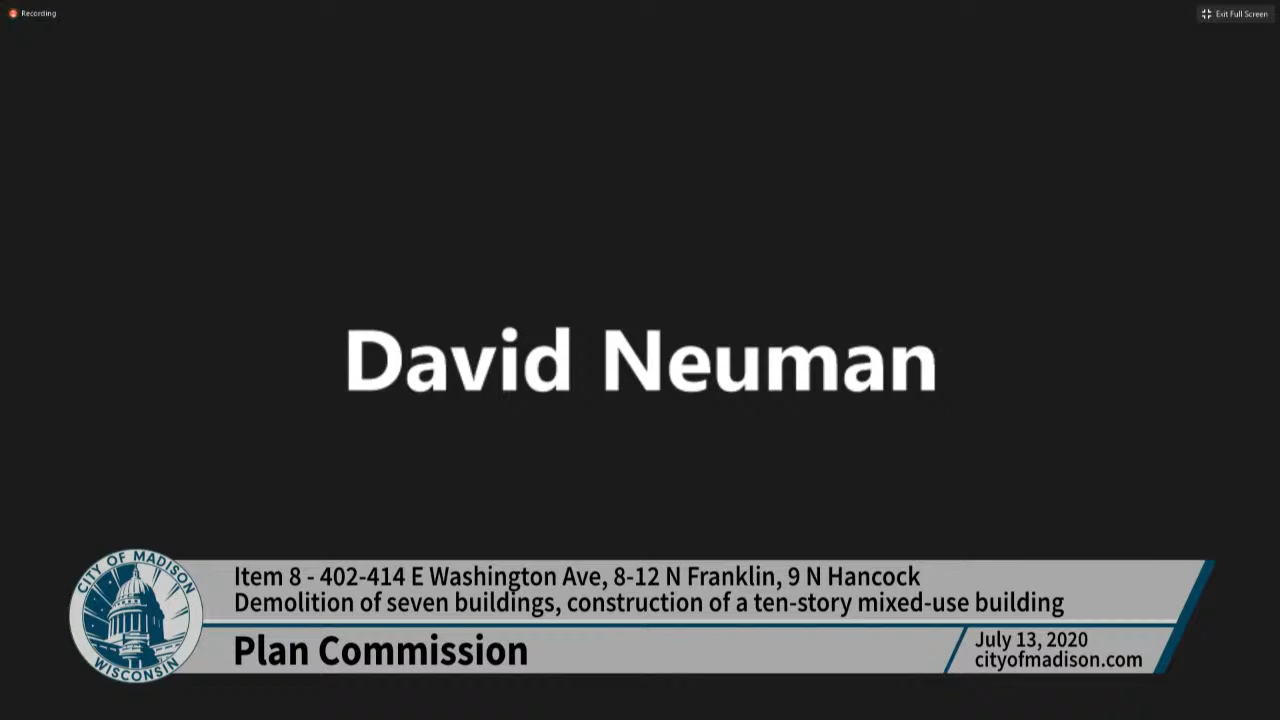 Recording
Exit Full Screen
David Neuman
CITY OF MADISON
WISCONSIN
Item 8 - 402-414 E Washington Ave, 8-12 N Franklin, 9 N Hancock
Demolition of seven buildings, construction of a ten-story mixed-use building
Plan Commission
July 13, 2020
cityofmadison.com